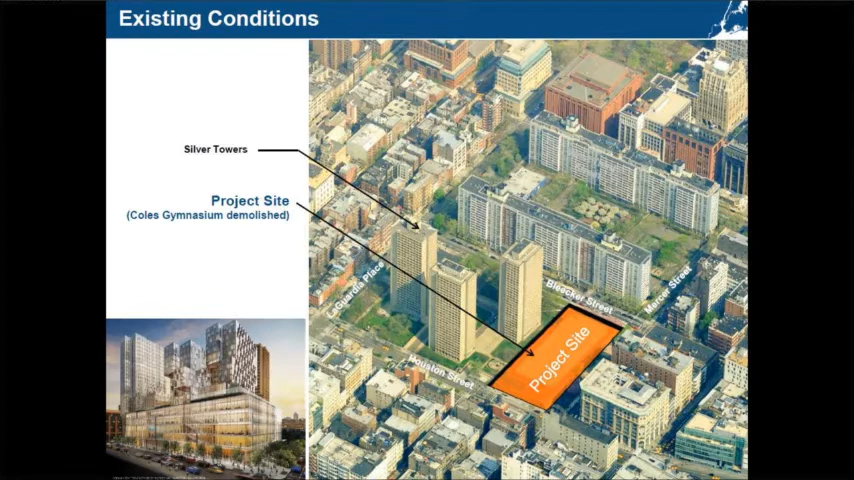 Existing Conditions
Silver Towers
Project Site
(Coles Gymnasium demolished)
LaGuardia Place
Bleecker Street
Mercer Street
Houston Street
Project Site